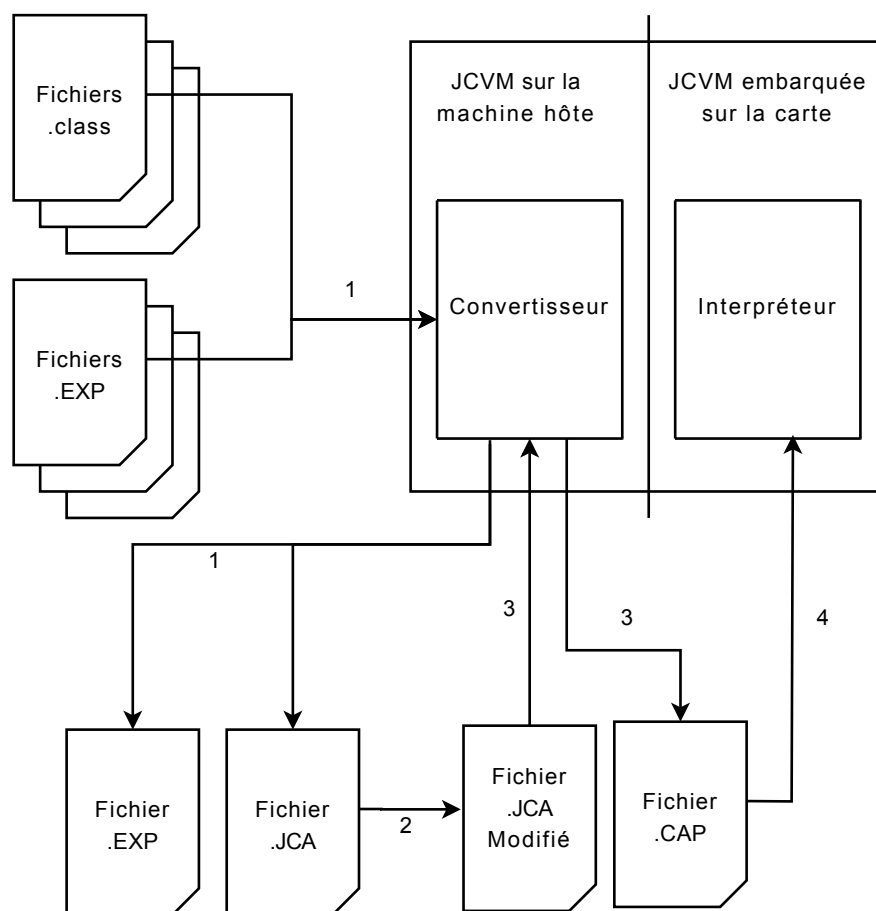 Fichiers
.class
JCVM sur la
machine hôte
JCVM embarquée
sur la carte
1
Convertisseur
Interpréteur
Fichiers
.EXP
1
3
3
4
Fichier
.EXP
Fichier
.JCA
2
Fichier
.JCA
Modifié
Fichier
.CAP